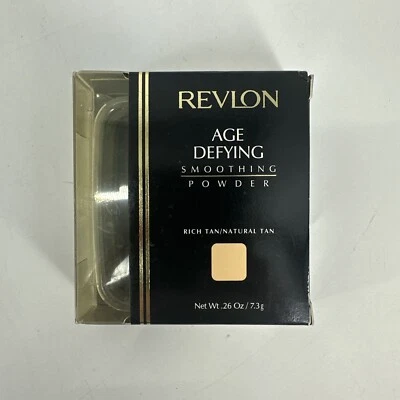 REVLON
AGE
DEFYING
SMOOTHING
POWDER
RICH TAN/NATURAL TAN
Net Wt .26 Oz / 7.3g